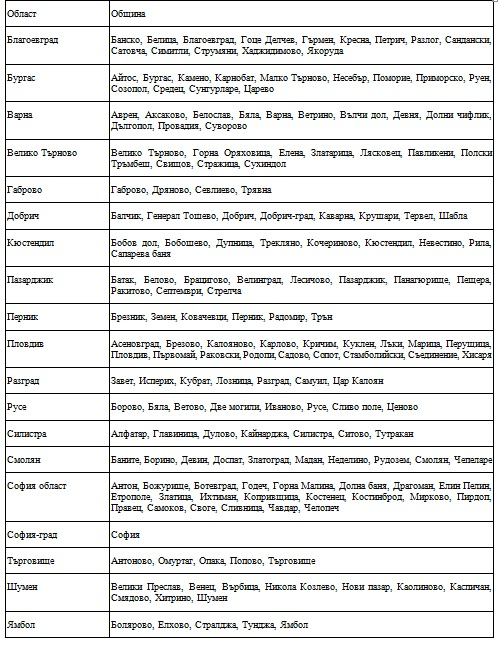 Област Община
Благоевград Банско, Белица, Благоевград, Гоце Делчев, Гърмен, Кресна, Петрич, Разлог, Сандански,
Сатовча, Симитли, Струмяни, Хаджидимово, Якоруда
Бургас Айтос, Бургас, Камено, Карнобат, Малко Търново, Несебър, Поморие, Приморско, Руен,
Созопол, Средец, Сунгурларе, Царево
Варна Аврен, Аксаково, Белослав, Бяла, Варна, Ветрино, Вълчи дол, Девня, Долни чифлик,
Дългопол, Провадия, Суворово
Велико Търново Велико Търново, Горна Оряховица, Елена, Златарица, Лясковец, Павликени, Полски
Тръмбеш, Свищов, Стражица, Сухиндол
Габрово Габрово, Дряново, Севлиево, Трявна
Добрич Балчик, Генерал Тошево, Добрич, Добрич-град, Каварна, Крушари, Тервел, Шабла
Кюстендил Бобов дол, Бобошево, Дупница, Трекляно, Кочериново, Кюстендил, Невестино, Рила,
Сапарева баня
Пазарджик Батак, Белово, Брацигово, Велинград, Лесичово, Пазарджик, Панагюрище, Пещера,
Ракитово, Септември, Стрелча
Перник Брезник, Земен, Ковачевци, Перник, Радомир, Трън
Пловдив Асеновград, Брезово, Калояново, Карлово, Кричим, Куклен, Лъки, Марица, Перущица,
Пловдив, Първомай, Раковски, Родопи, Садово, Сопот, Стамболийски, Съединение, Хисаря
Разград Завет, Исперих, Кубрат, Лозница, Разград, Самуил, Цар Калоян
Русе Борово, Бяла, Ветово, Две могили, Иваново, Русе, Сливо поле, Ценово
Силистра Алфатар, Главиница, Дулово, Кайнарджа, Силистра, Ситово, Тутракан
Смолян Баните, Борино, Девин, Доспат, Златоград, Мадан, Неделино, Рудозем, Смолян, Чепеларе
София област Антон, Божурище, Ботевград, Годеч, Горна Малина, Долна баня, Драгоман, Елин Пелин,
Етрополе, Златица, Ихтиман, Копривщица, Костенец, Костинброд, Мирково, Пирдоп,
Правец, Самоков, Своге, Сливница, Чавдар, Челопеч
София-град София
Търговище Антоново, Омуртаг, Опака, Попово, Търговище
Шумен Велики Преслав, Венец, Върбица, Никола Козлево, Нови пазар, Каолиново, Каспичан,
Смядово, Хитрино, Шумен
Ямбол Болярово, Елхово, Стралджа, Тунджа, Ямбол